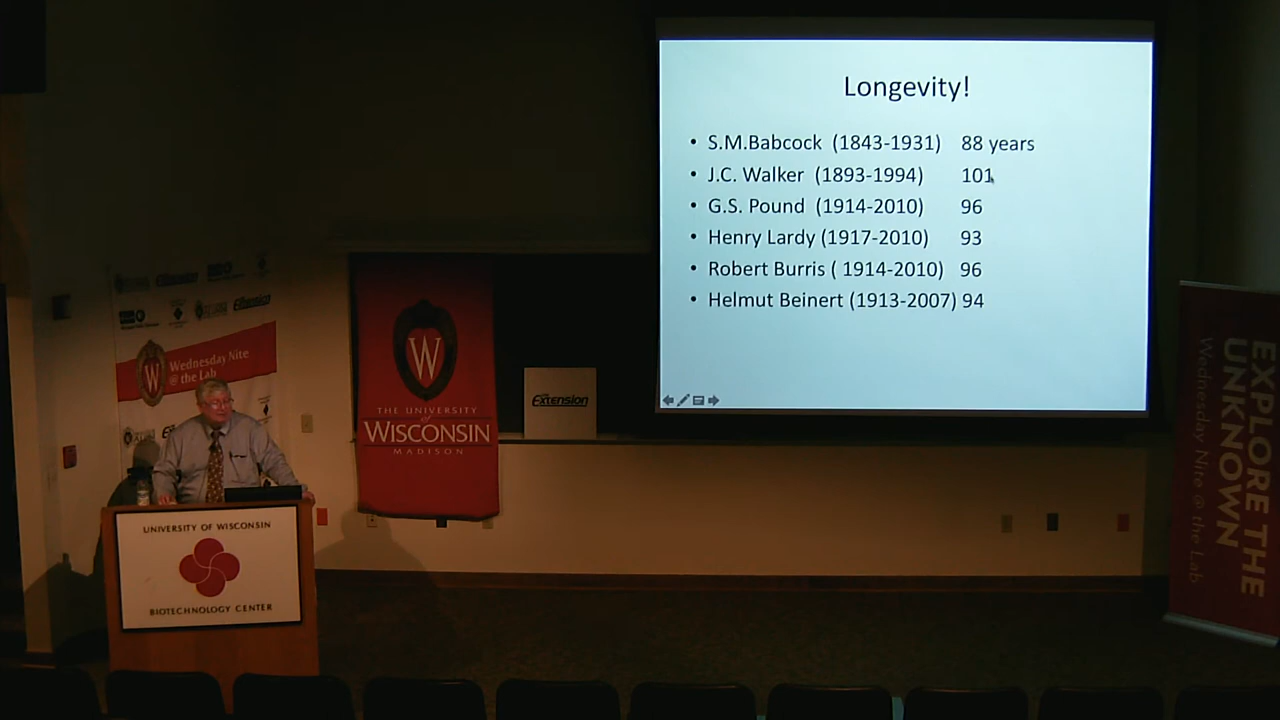 Longevity!
• S.M.Babcock (1843-1931) 88 years
• J.C. Walker (1893-1994) 101
• G.S. Pound (1914-2010) 96
• Henry Lardy (1917-2010) 93
• Robert Burris ( 1914-2010) 96
• Helmut Beinert (1913-2007) 94
Wednesday Nite
@ the Lab
W
THE UNIVERSITY
of
WISCONSIN
MADISON
Extension
UNIVERSITY OF WISCONSIN
BIOTECHNOLOGY CENTER
EXPLORE THE
UNKNOWN
Wednesday Nite @ the Lab